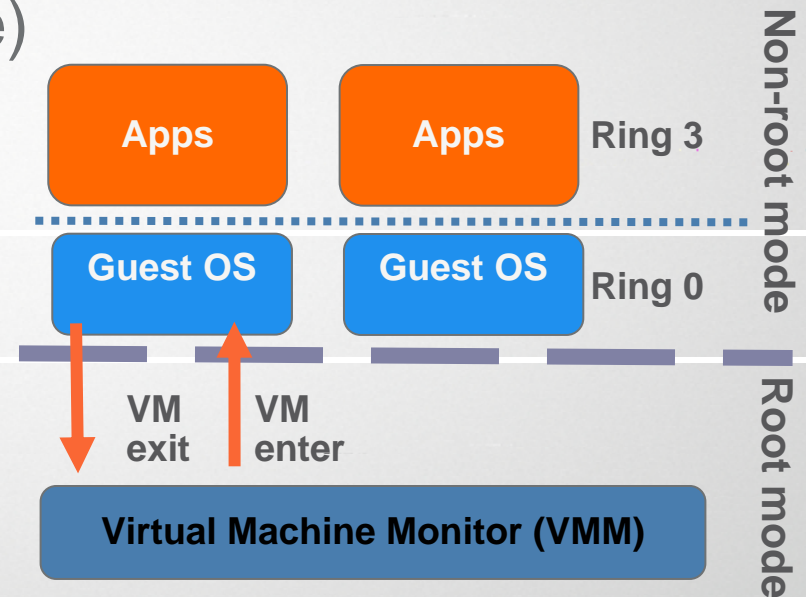 e)
Apps
Apps
Ring 3
Non-root mode
Guest OS
Guest OS
Ring 0
VM
exit
VM
enter
Root mode
Virtual Machine Monitor (VMM)